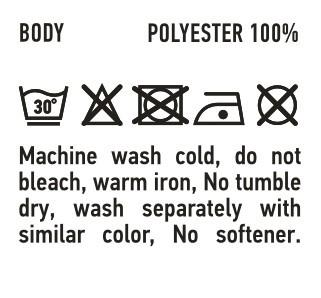 BODY POLYESTER 100%
30°
Machine wash cold, do not
bleach, warm iron, No tumble
dry, wash separately with
similar color, No softener.